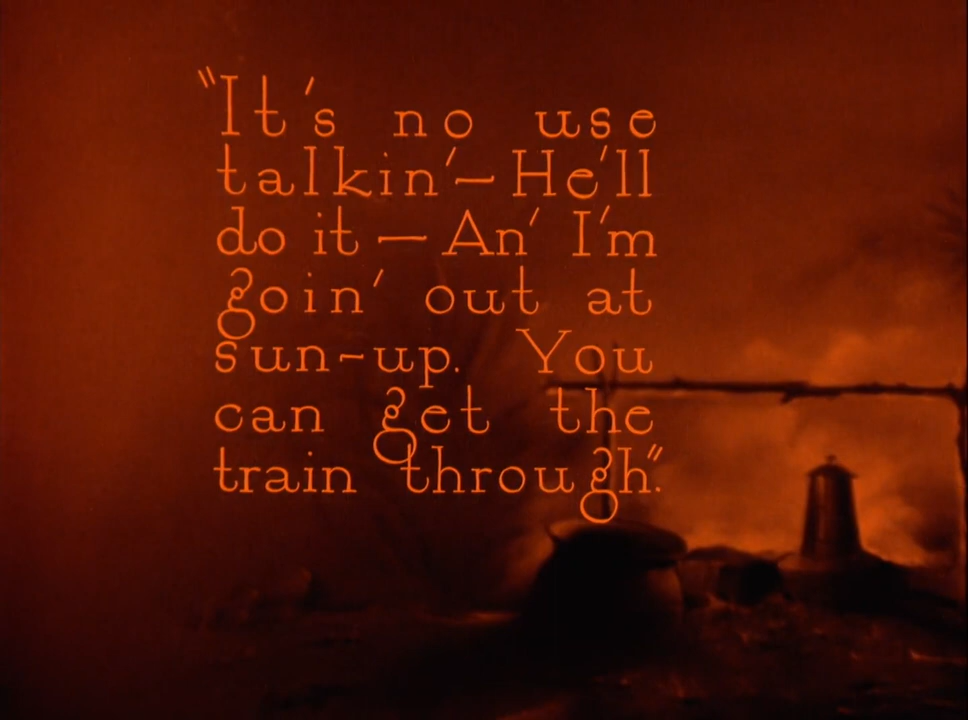 "It's no use
talkin'—He'll
do it — An' I'm
goin' out at
sun-up. You
can get the
train through".